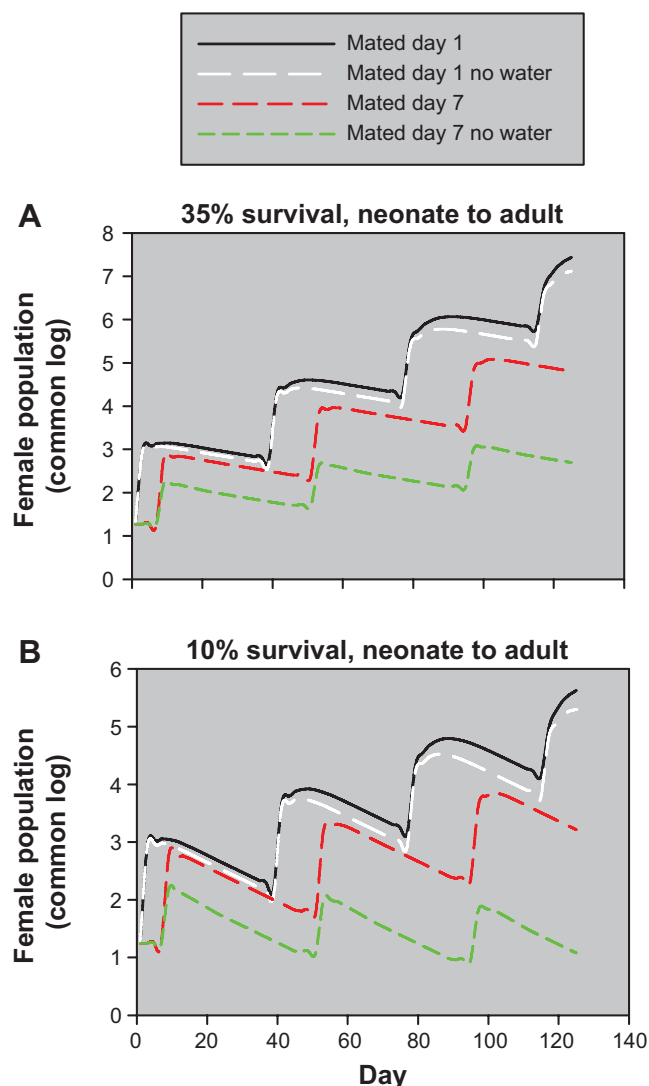 Mated day 1
Mated day 1 no water
Mated day 7
Mated day 7 no water
A
35% survival, neonate to adult
8
7
6
5
4
3
2
1
0
Female population
(common log)
B
10% survival, neonate to adult
6
5
4
3
2
1
0
Female population
(common log)
0 20 40 60 80 100 120 140
Day